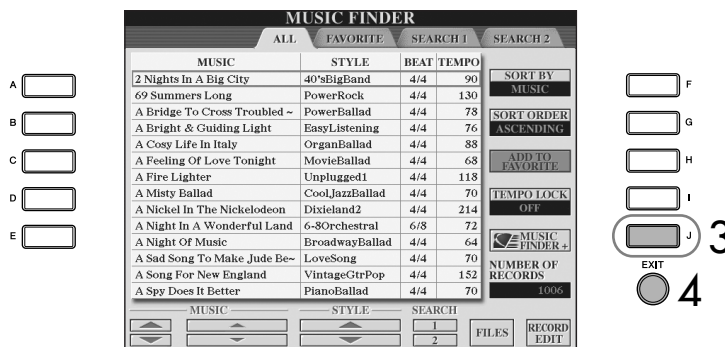 MUSIC FINDER
ALL FAVORITE SEARCH 1 SEARCH 2
MUSIC STYLE BEAT TEMPO
2 Nights In A Big City 40'sBigBand 4/4 90
69 Summers Long PowerRock 4/4 130
A Bridge To Cross Troubled ~ PowerBallad 4/4 78
A Bright & Guiding Light EasyListening 4/4 76
A Cosy Life In Italy OrganBallad 4/4 88
A Feeling Of Love Tonight MovieBallad 4/4 68
A Fire Lighter Unplugged1 4/4 118
A Misty Ballad CoolJazzBallad 4/4 70
A Nickel In The Nickelodeon Dixieland2 4/4 214
A Night In A Wonderful Land 6-8Orchestral 6/8 72
A Night Of Music BroadwayBallad 4/4 64
A Sad Song To Make Jude Be~ LoveSong 4/4 70
A Song For New England VintageGtrPop 4/4 152
A Spy Does It Better PianoBallad 4/4 70
SORT BY
MUSIC
SORT ORDER
ASCENDING
ADD TO
FAVORITE
TEMPO LOCK
OFF
MUSIC
FINDER +
NUMBER OF
RECORDS
1006
MUSIC STYLE SEARCH
1
2
FILES
RECORD
EDIT
A
B
C
D
E
F
G
H
I
J
3
EXIT
4